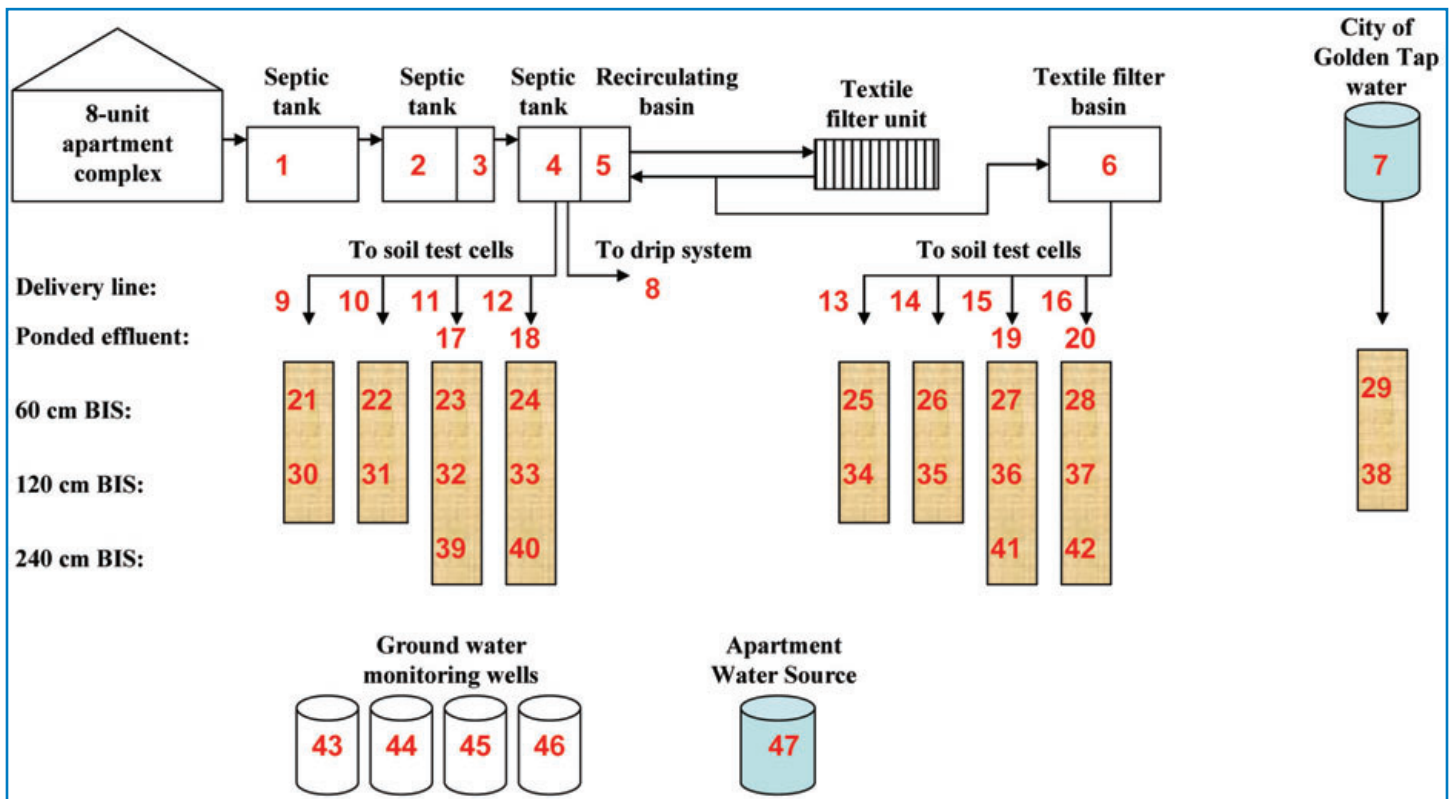 City of
Golden Tap
water
Septic
tank
Septic
tank
Septic
tank
Recirculating
basin
Textile
filter unit
Textile filter
basin
8-unit
apartment
complex
1
2
3
4
5
6
7
To soil test cells
To drip system
To soil test cells
Delivery line:
9
10
11
12
8
13
14
15
16
Ponded effluent:
17
18
19
20
60 cm BIS:
21
22
23
24
25
26
27
28
29
120 cm BIS:
30
31
32
33
34
35
36
37
38
240 cm BIS:
39
40
41
42
Ground water
monitoring wells
Apartment
Water Source
43
44
45
46
47